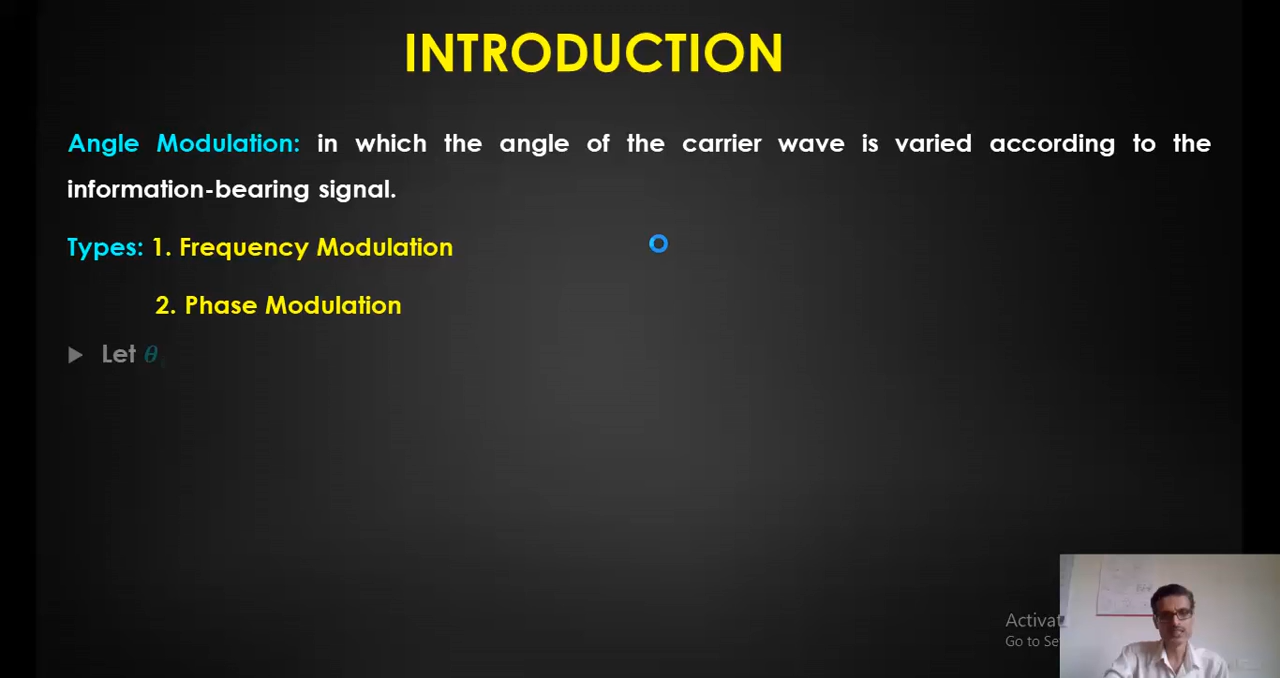 INTRODUCTION
Angle Modulation: in which the angle of the carrier wave is varied according to the
information-bearing signal.
Types: 1. Frequency Modulation
2. Phase Modulation
Let θ
Activat
Go to Se